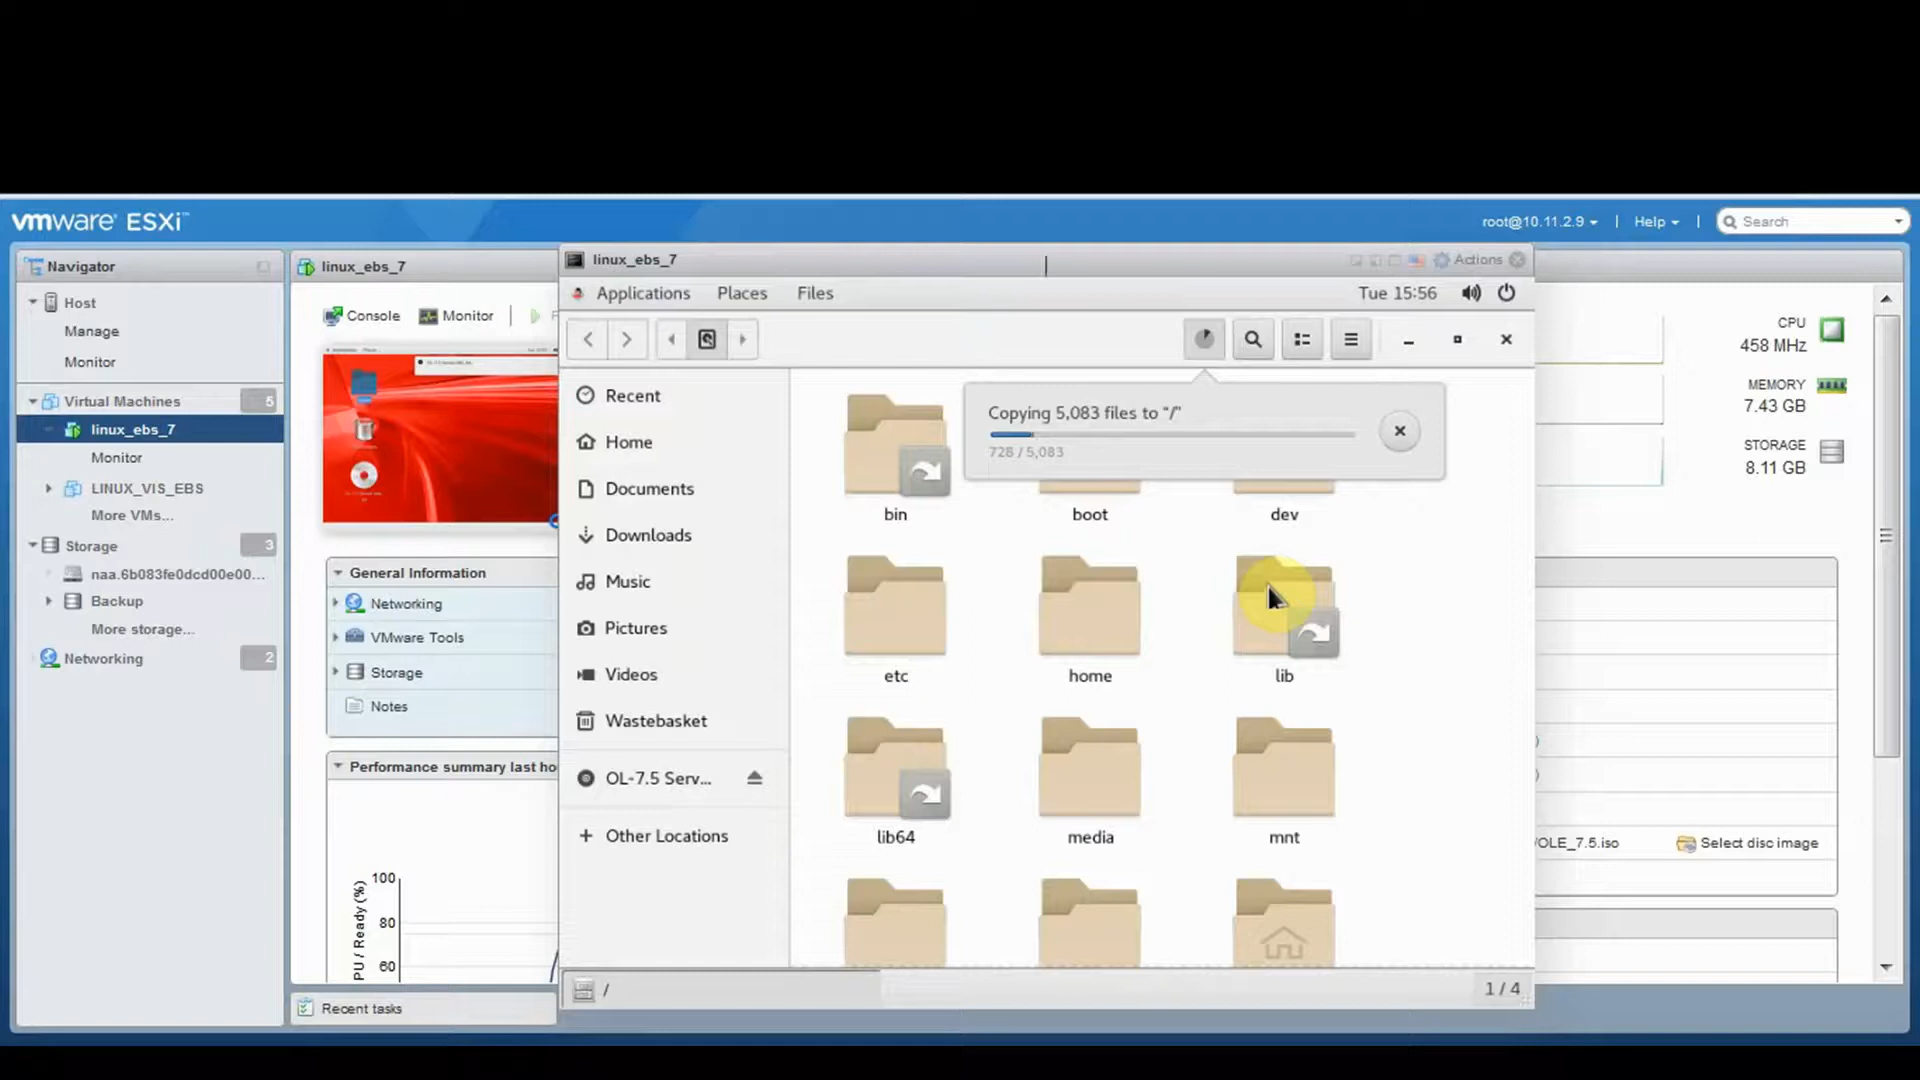 vmware ESXi™
root@10.11.2.9
|
Help
|
Search
Navigator
Host
Manage
Monitor
Virtual Machines
5
linux_ebs_7
Monitor
LINUX_VIS_EBS
More VMs...
Storage
3
naa.6b083fe0dcd00e00...
Backup
More storage...
Networking
2
linux_ebs_7
Console
Monitor
General Information
Networking
VMware Tools
Storage
Notes
Performance summary last ho
PU / Ready (%)
100
80
60
Recent tasks
linux_ebs_7
Actions
Applications
Places
Files
Tue 15:56
Recent
Home
Documents
Downloads
Music
Pictures
Videos
Wastebasket
OL-7.5 Serv...
+ Other Locations
Copying 5,083 files to “/”
728 / 5,083
bin
boot
dev
etc
home
lib
lib64
media
mnt
/
1 / 4
CPU
458 MHz
MEMORY
7.43 GB
STORAGE
8.11 GB
/OLE_7.5.iso
Select disc image